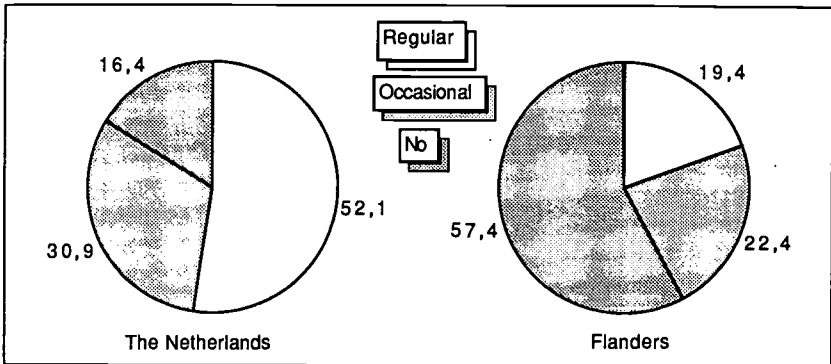 Regular
Occasional
No
16,4
30,9
52,1
The Netherlands
19,4
57,4
22,4
Flanders